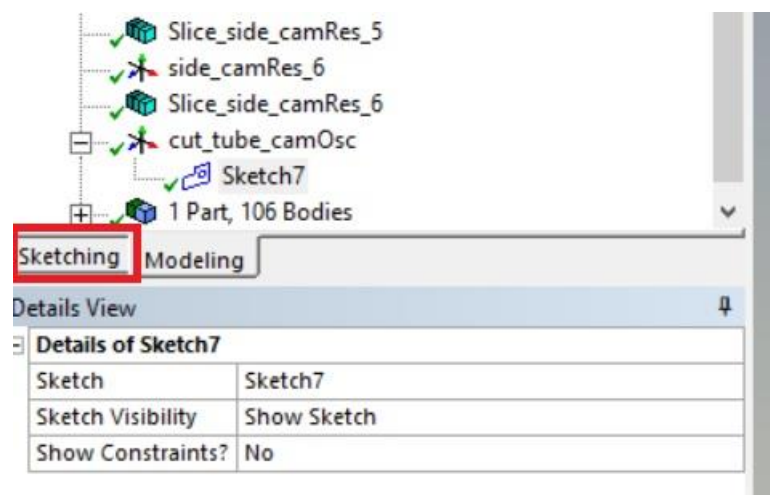 Slice_side_camRes_5
side_camRes_6
Slice_side_camRes_6
cut_tube_camOsc
Sketch7
1 Part, 106 Bodies
Sketching Modeling
Details View
Details of Sketch7
Sketch Sketch7
Sketch Visibility Show Sketch
Show Constraints? No